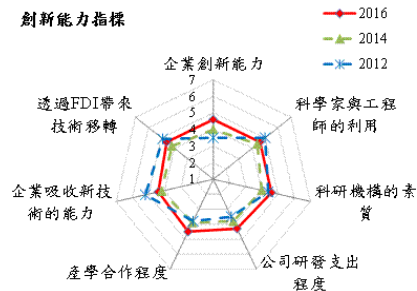 創新能力指標
2016
2014
2012
企業創新能力
7
6
5
4
3
2
1
科學家與工程
師的利用
科研機構的素
質
公司研發支出
程度
產學合作程度
企業吸收新技
術的能力
透過FDI帶來
技術移轉